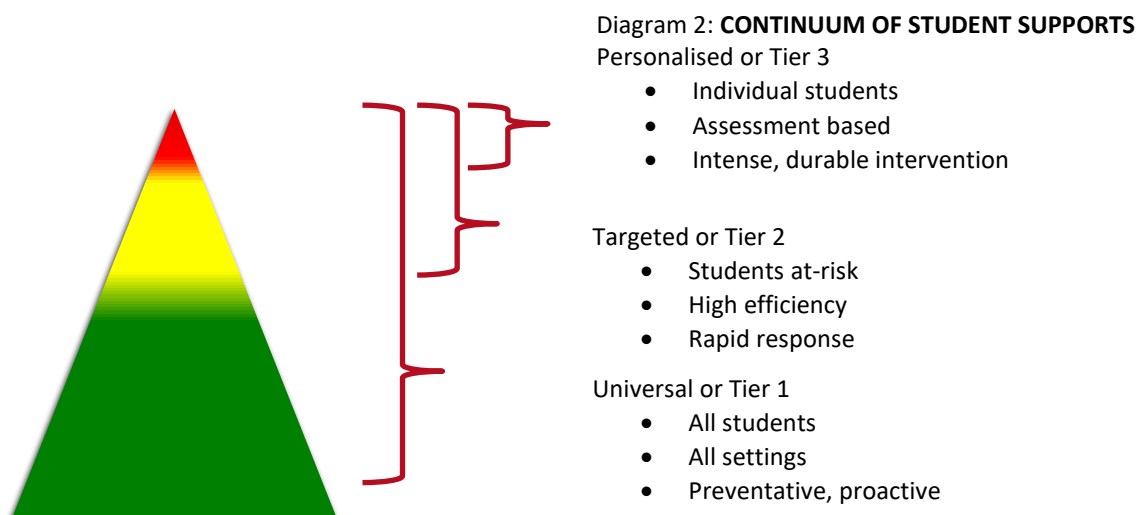 Diagram 2: CONTINUUM OF STUDENT SUPPORTS
Personalised or Tier 3
• Individual students
• Assessment based
• Intense, durable intervention
Targeted or Tier 2
• Students at-risk
• High efficiency
• Rapid response
Universal or Tier 1
• All students
• All settings
• Preventative, proactive